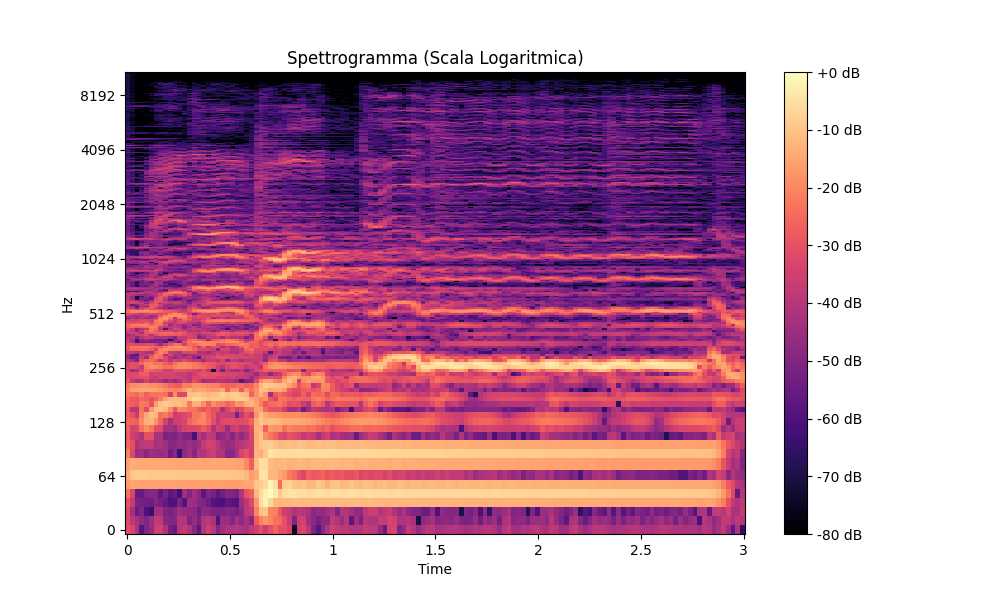 Spettrogramma (Scala Logaritmica)
8192
4096
2048
1024
512
256
128
64
0
Hz
0
0.5
1
1.5
2
2.5
3
Time
+0 dB
-10 dB
-20 dB
-30 dB
-40 dB
-50 dB
-60 dB
-70 dB
-80 dB